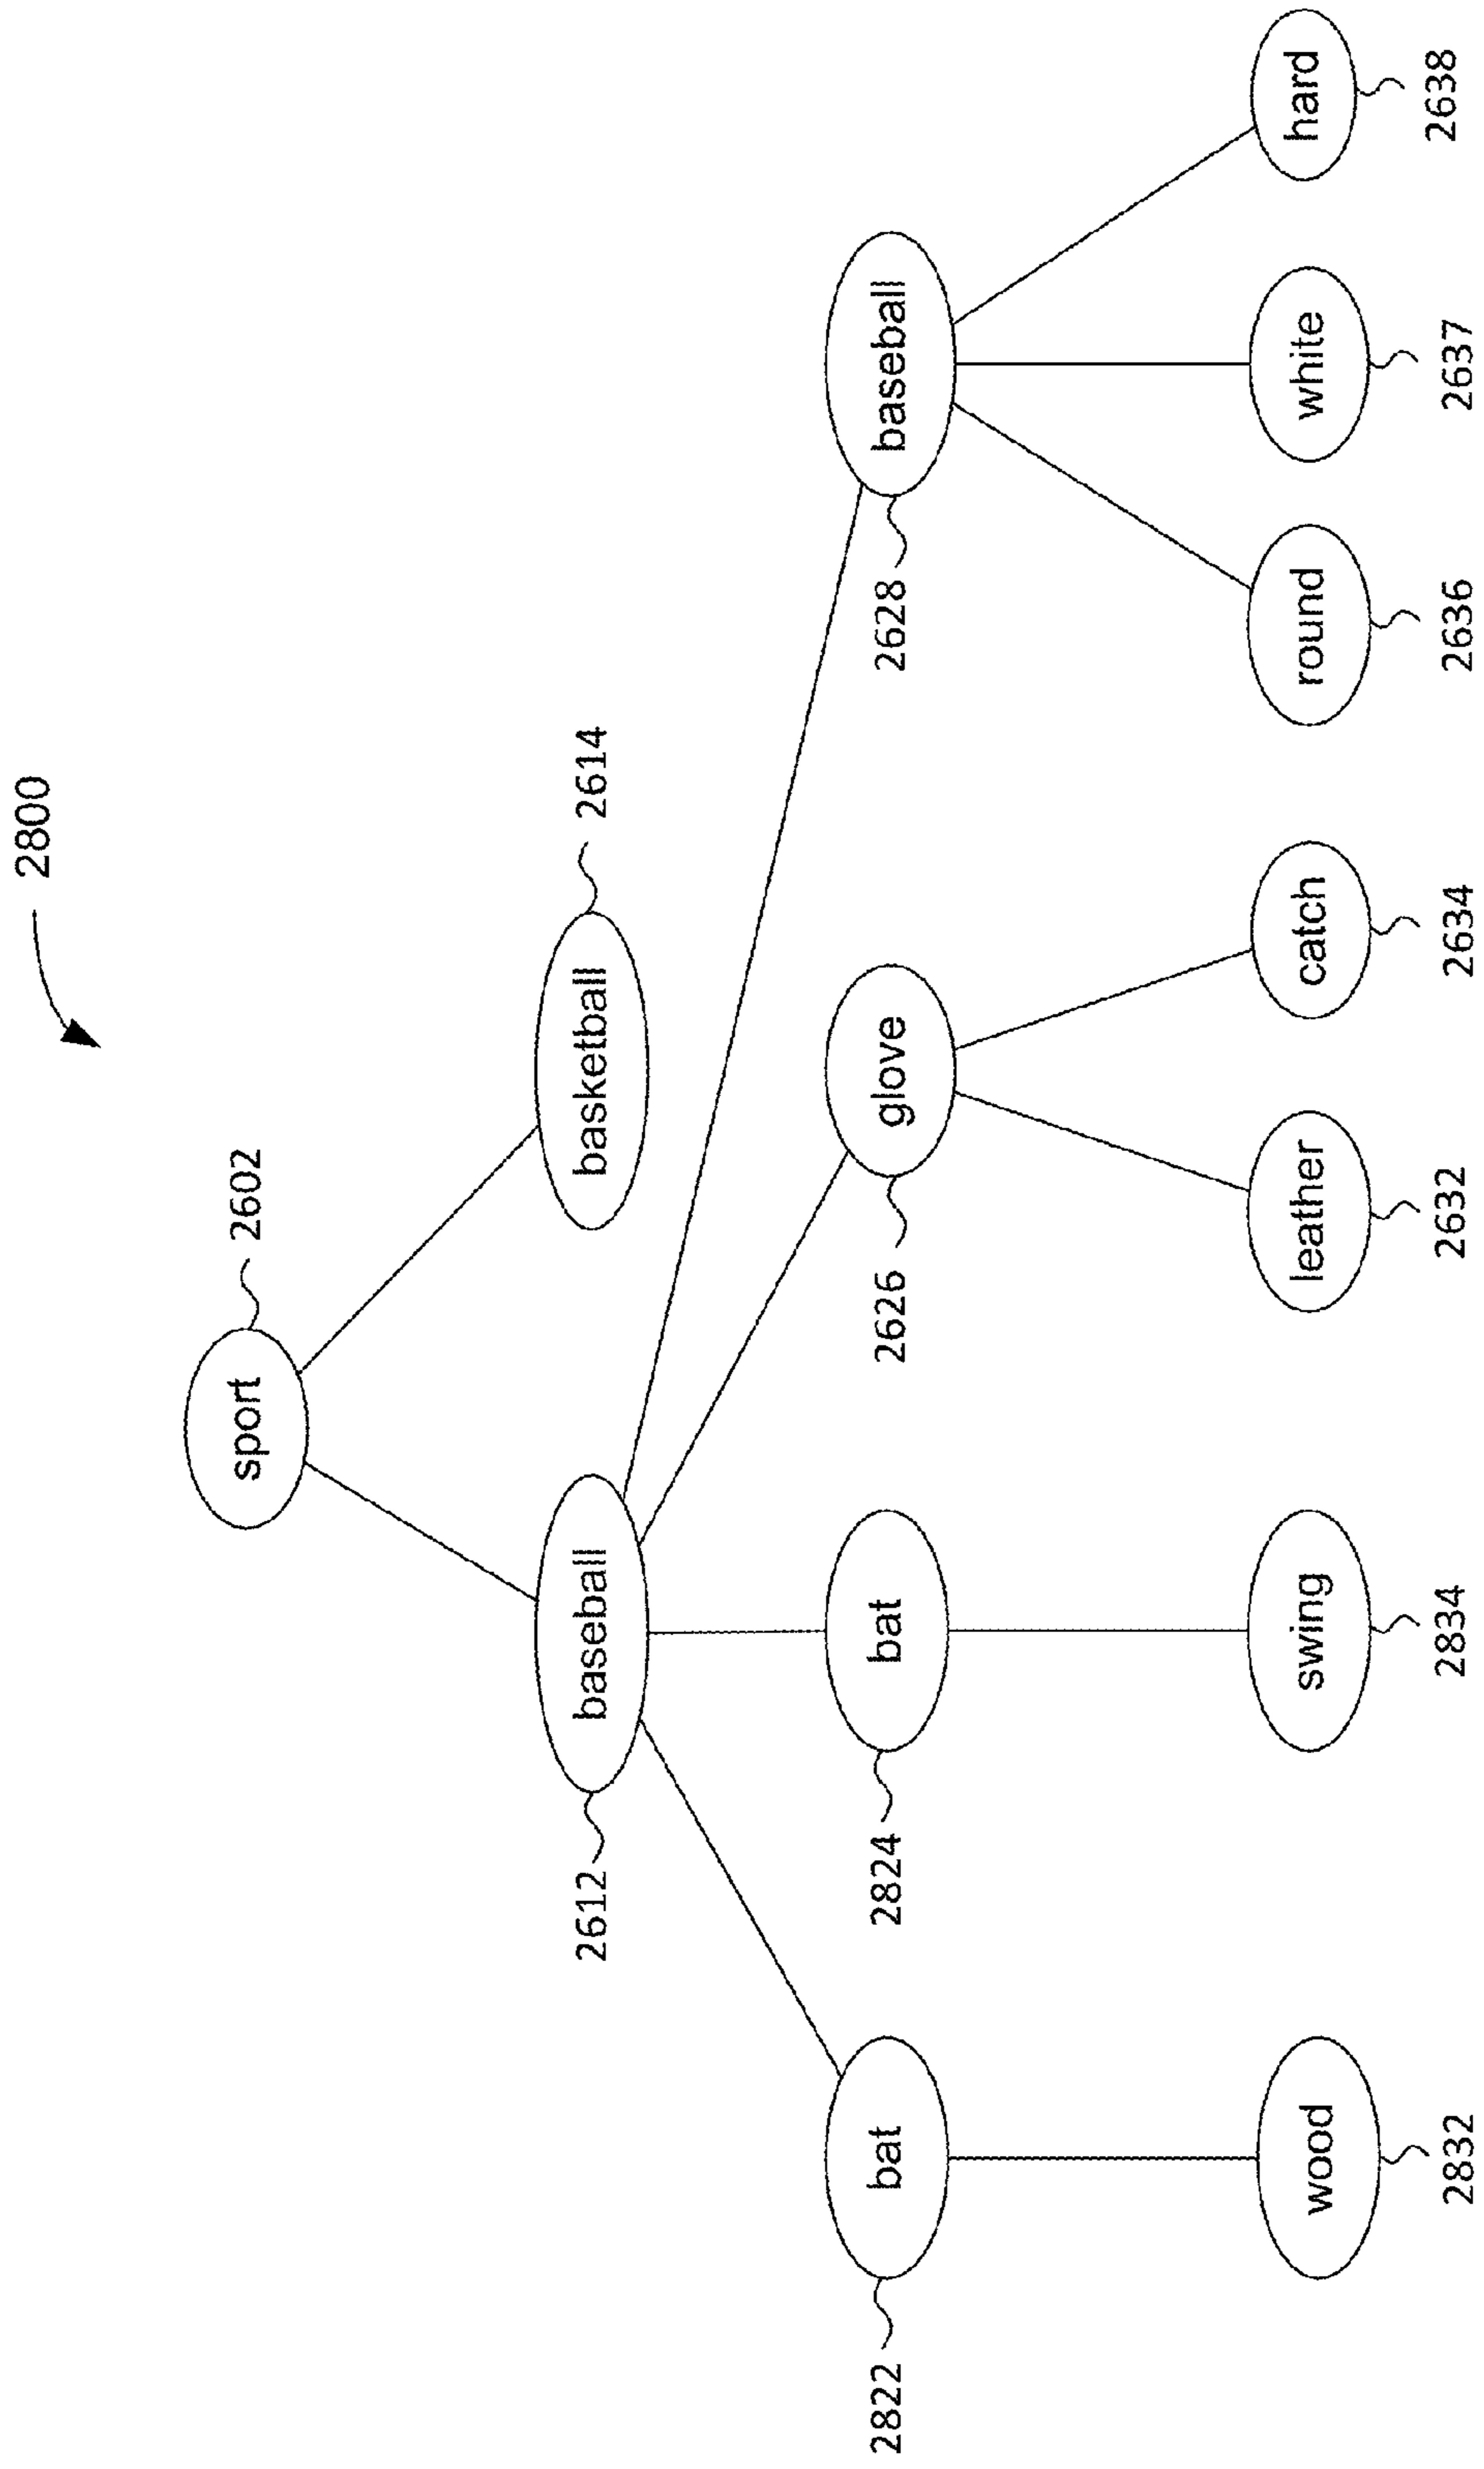 2800
sport
2602
baseball
2612
basketball
2614
bat
2822
bat
2824
glove
2626
baseball
2628
wood
2832
swing
2834
leather
2632
catch
2634
round
2636
white
2637
hard
2638